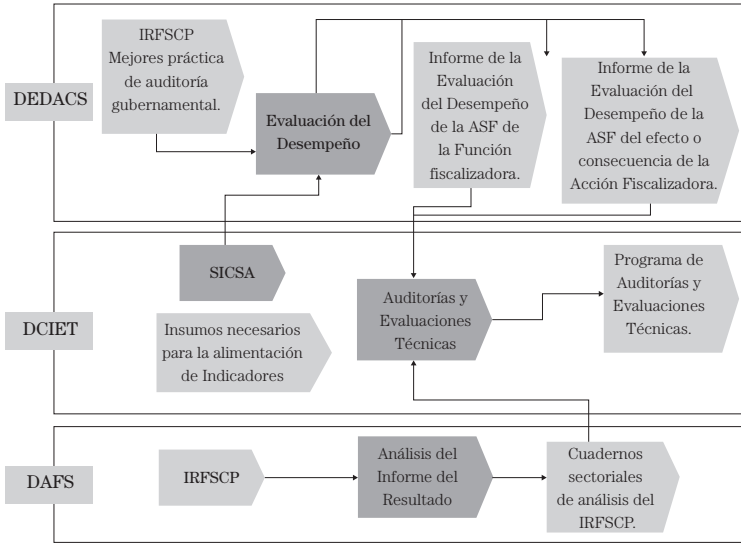 DEDACS
IRFSCP
Mejores práctica
de auditoría
gubernamental.
Evaluación del
Desempeño
Informe de la
Evaluación
del Desempeño
de la ASF de
la Función
fiscalizadora.
Informe de la
Evaluación del
Desempeño de la
ASF del efecto o
consecuencia de la
Acción Fiscalizadora.
DCIET
SICSA
Insumos necesarios
para la alimentación
de Indicadores
Auditorías y
Evaluaciones
Técnicas
Programa de
Auditorías y
Evaluaciones
Técnicas.
DAFS
IRFSCP
Análisis del
Informe del
Resultado
Cuadernos
sectoriales
de análisis del
IRFSCP.